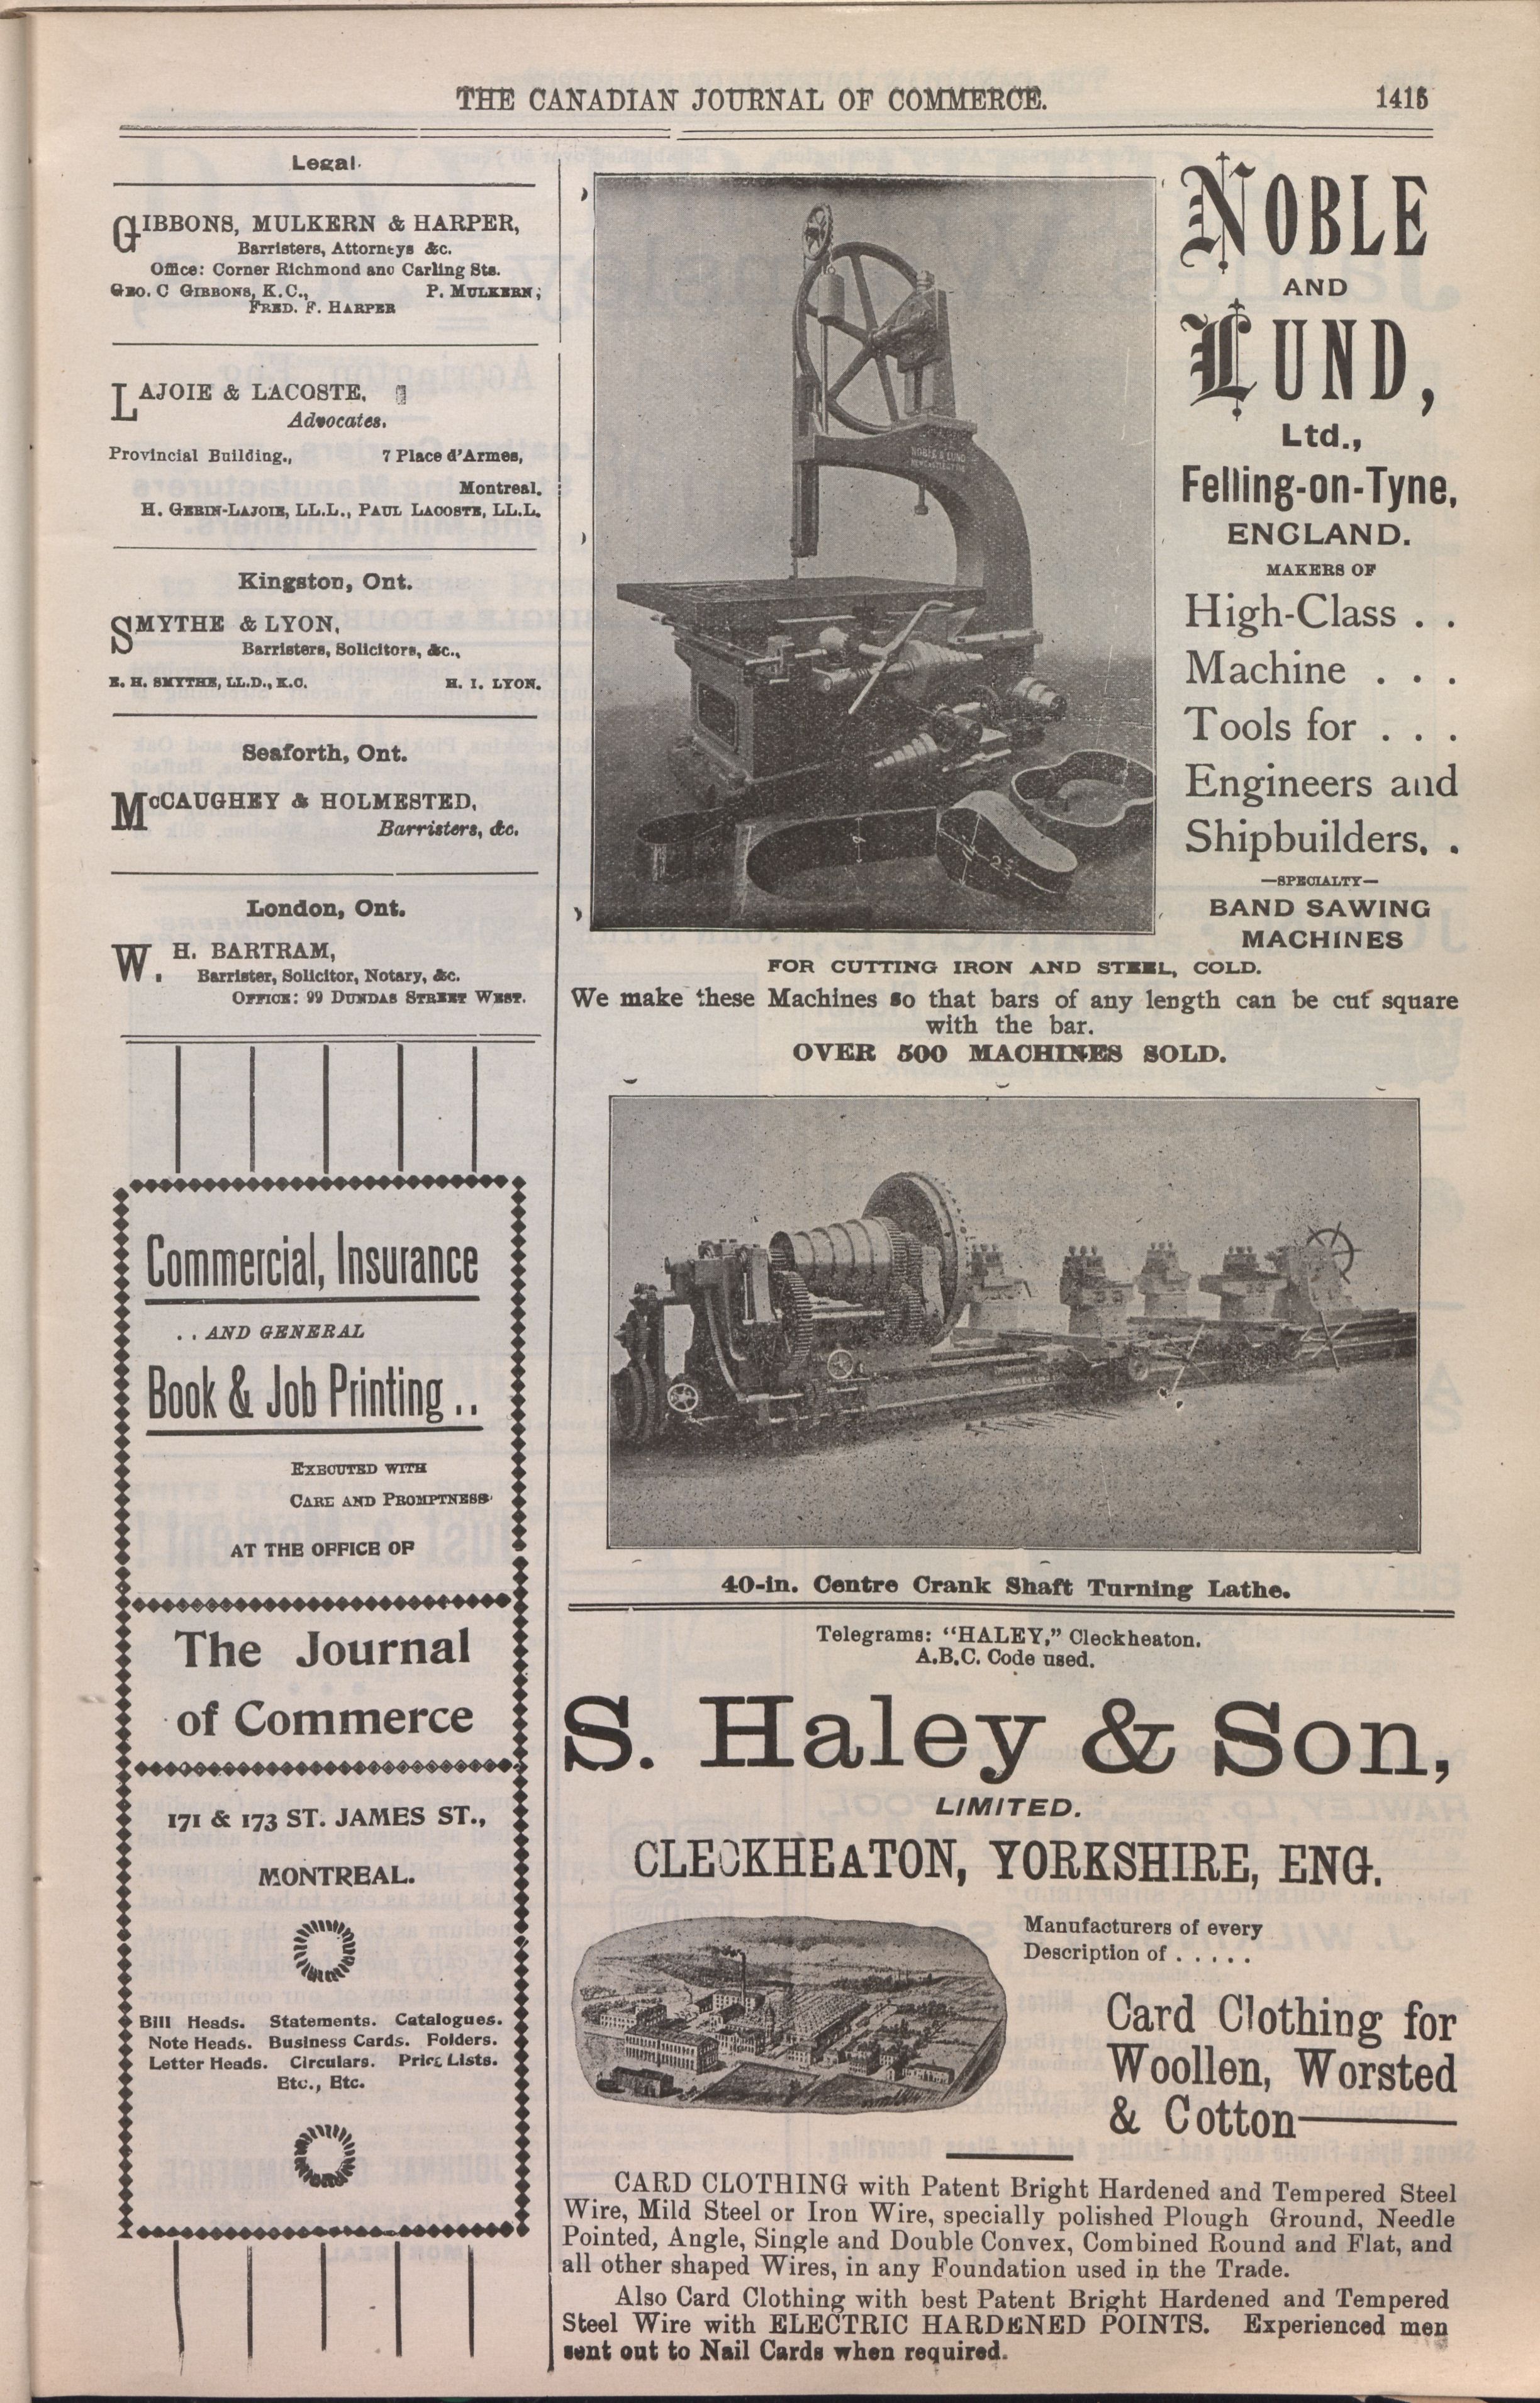 THE CANADIAN JOURNAL OF COMMERCE. 1415
Legal.
GIBBONS, MULKERN & HARPER,
Barristers, Attorneys &c.
Office: Corner Richmond and Carling Sts.
GEO. C GIBBONS, K.C., P. MULKERN,
FRED. F. HARPER
LAJOIE & LACOSTE,
Advocates.
Provincial Building., 7 Place d'Armes,
Montreal.
H. GERIN-LAJOIE, LL.L., PAUL LACOSTE, LL.L.
Kingston, Ont.
SMYTHE & LYON,
Barristers, Solicitors, &c.,
E. H. SMYTHE, LL.D., K.C. H. I. LYON.
Seaforth, Ont.
McCAUGHEY & HOLMESTED,
Barristers, &c.
London, Ont.
W. H. BARTRAM,
Barrister, Solicitor, Notary, &c.
OFFICE: 99 DUNDAS STREET WEST.
Commercial, Insurance
. . AND GENERAL
Book & Job Printing ..
EXECUTED WITH
CARE AND PROMPTNESS
AT THE OFFICE OF
The Journal
of Commerce
171 & 173 ST. JAMES ST.,
MONTREAL.
Bill Heads. Statements. Catalogues.
Note Heads. Business Cards. Folders.
Letter Heads. Circulars. Price Lists.
Etc., Etc.
NOBLE & LUND
NOBLE
AND
LUND,
Ltd.,
Felling-on-Tyne,
ENGLAND.
MAKERS OF
High-Class . .
Machine . . .
Tools for . . .
Engineers and
Shipbuilders. .
—SPECIALTY—
BAND SAWING
MACHINES
FOR CUTTING IRON AND STEEL, COLD.
We make these Machines so that bars of any length can be cut square
with the bar.
OVER 500 MACHINES SOLD.
40-in. Centre Crank Shaft Turning Lathe.
Telegrams: "HALEY," Cleckheaton.
A.B.C. Code used.
S. Haley & Son,
LIMITED.
CLECKHEATON, YORKSHIRE, ENG.
Manufacturers of every
Description of . . . . .
Card Clothing for
Woollen, Worsted
& Cotton—
CARD CLOTHING with Patent Bright Hardened and Tempered Steel
Wire, Mild Steel or Iron Wire, specially polished Plough Ground, Needle
Pointed, Angle, Single and Double Convex, Combined Round and Flat, and
all other shaped Wires, in any Foundation used in the Trade.
Also Card Clothing with best Patent Bright Hardened and Tempered
Steel Wire with ELECTRIC HARDENED POINTS. Experienced men
sent out to Nail Cards when required.